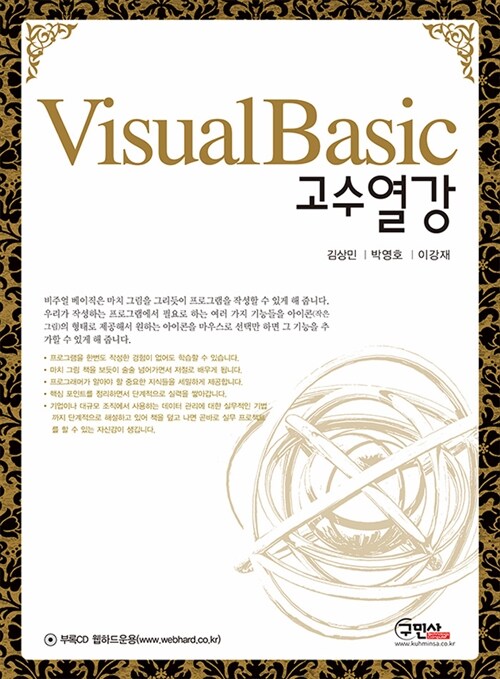 Visual Basic
고수열강
김상민 | 박영호 | 이강재
비주얼 베이직은 마치 그림을 그리듯이 프로그램을 작성할 수 있게 해 줍니다.
우리가 작성하는 프로그램에서 필요로 하는 여러 가지 기능들을 아이콘(작은
그림)의 형태로 제공해서 원하는 아이콘을 마우스로 선택만 하면 그 기능을 추
가할 수 있게 해 줍니다.
• 프로그램을 한번도 작성한 경험이 없어도 학습할 수 있습니다.
• 마치 그림 책을 보듯이 술술 넘어가면서 저절로 배우게 됩니다.
• 프로그래머가 알아야 할 중요한 지식들을 세밀하게 제공합니다.
• 핵심 포인트를 정리하면서 단계적으로 실력을 쌓아갑니다.
• 기업이나 대규모 조직에서 사용하는 데이터 관리에 대한 실무적인 기법
까지 단계적으로 해설하고 있어 책을 덮고 나면 곧바로 실무 프로젝트
를 할 수 있는 자신감이 생깁니다.
부록CD 웹하드운용(www.webhard.co.kr)
구민사
www.kuhminsa.co.kr